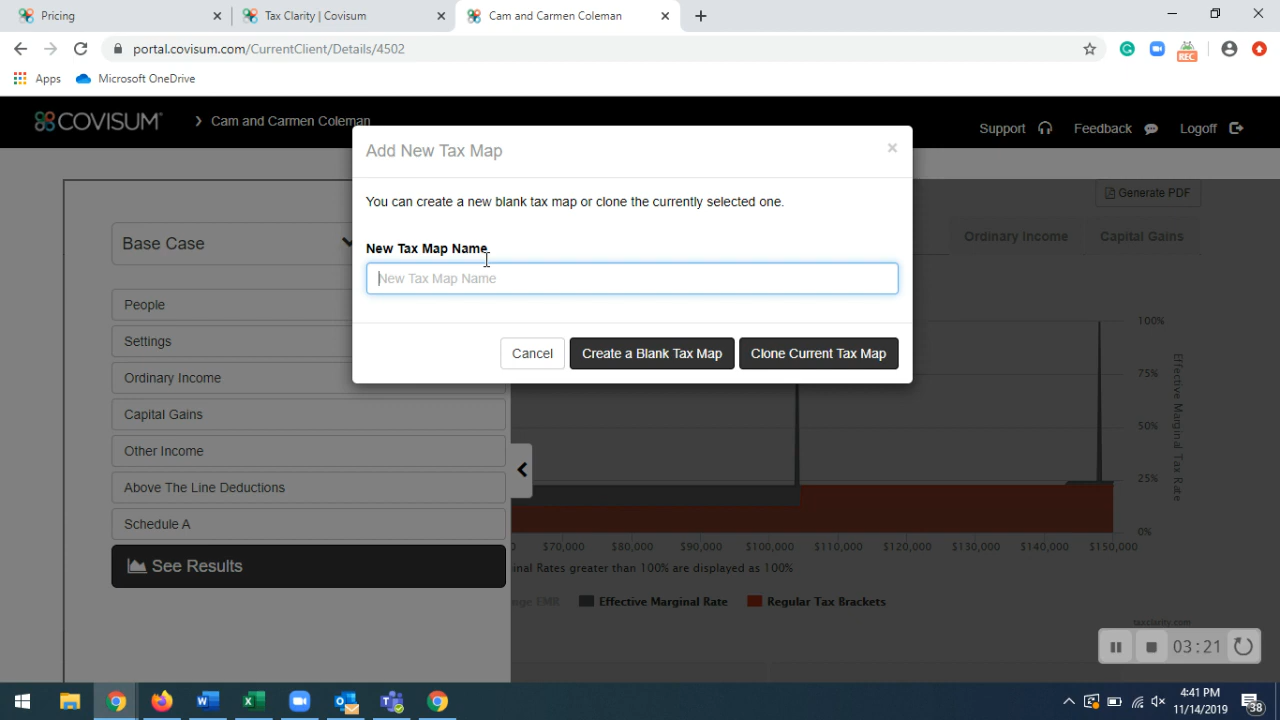 Pricing
Tax Clarity | Covisum
Cam and Carmen Coleman
portal.covisum.com/CurrentClient/Details/4502
REC
Apps
Microsoft OneDrive
COVISUM
Cam and Carmen Coleman
Support
Feedback
Logoff
Add New Tax Map
×
You can create a new blank tax map or clone the currently selected one.
New Tax Map Name
New Tax Map Name
Cancel
Create a Blank Tax Map
Clone Current Tax Map
Generate PDF
Base Case
Ordinary Income
Capital Gains
People
Settings
Ordinary Income
Capital Gains
Other Income
Above The Line Deductions
Schedule A
See Results
100%
75%
50%
25%
0%
Effective Marginal Tax Rate
$70,000
$80,000
$90,000
$100,000
$110,000
$120,000
$130,000
$140,000
$150,000
Rates greater than 100% are displayed as 100%
EMR
Effective Marginal Rate
Regular Tax Brackets
taxclarity.com
03:21
4:41 PM
11/14/2019
38